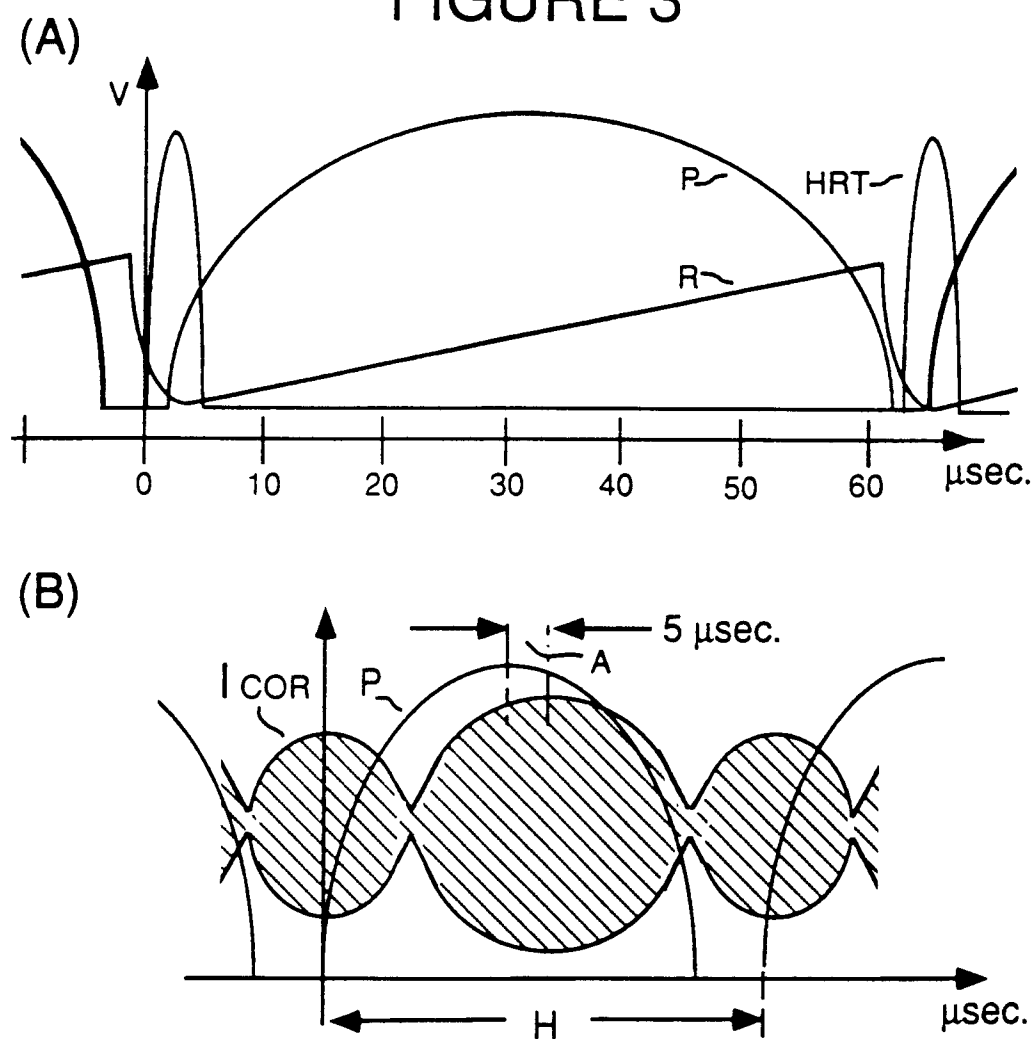 FIGURE 3
(A)
V
P
HRT
R
0 10 20 30 40 50 60 μsec.
(B)
5 μsec.
A
I COR
P
μsec.
H